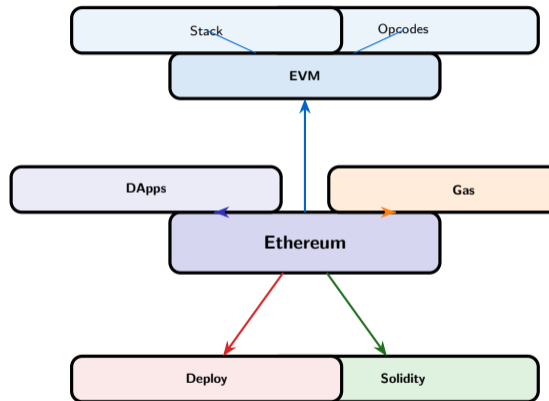 Stack
Opcodes
EVM
DApps
Gas
Ethereum
Deploy
Solidity